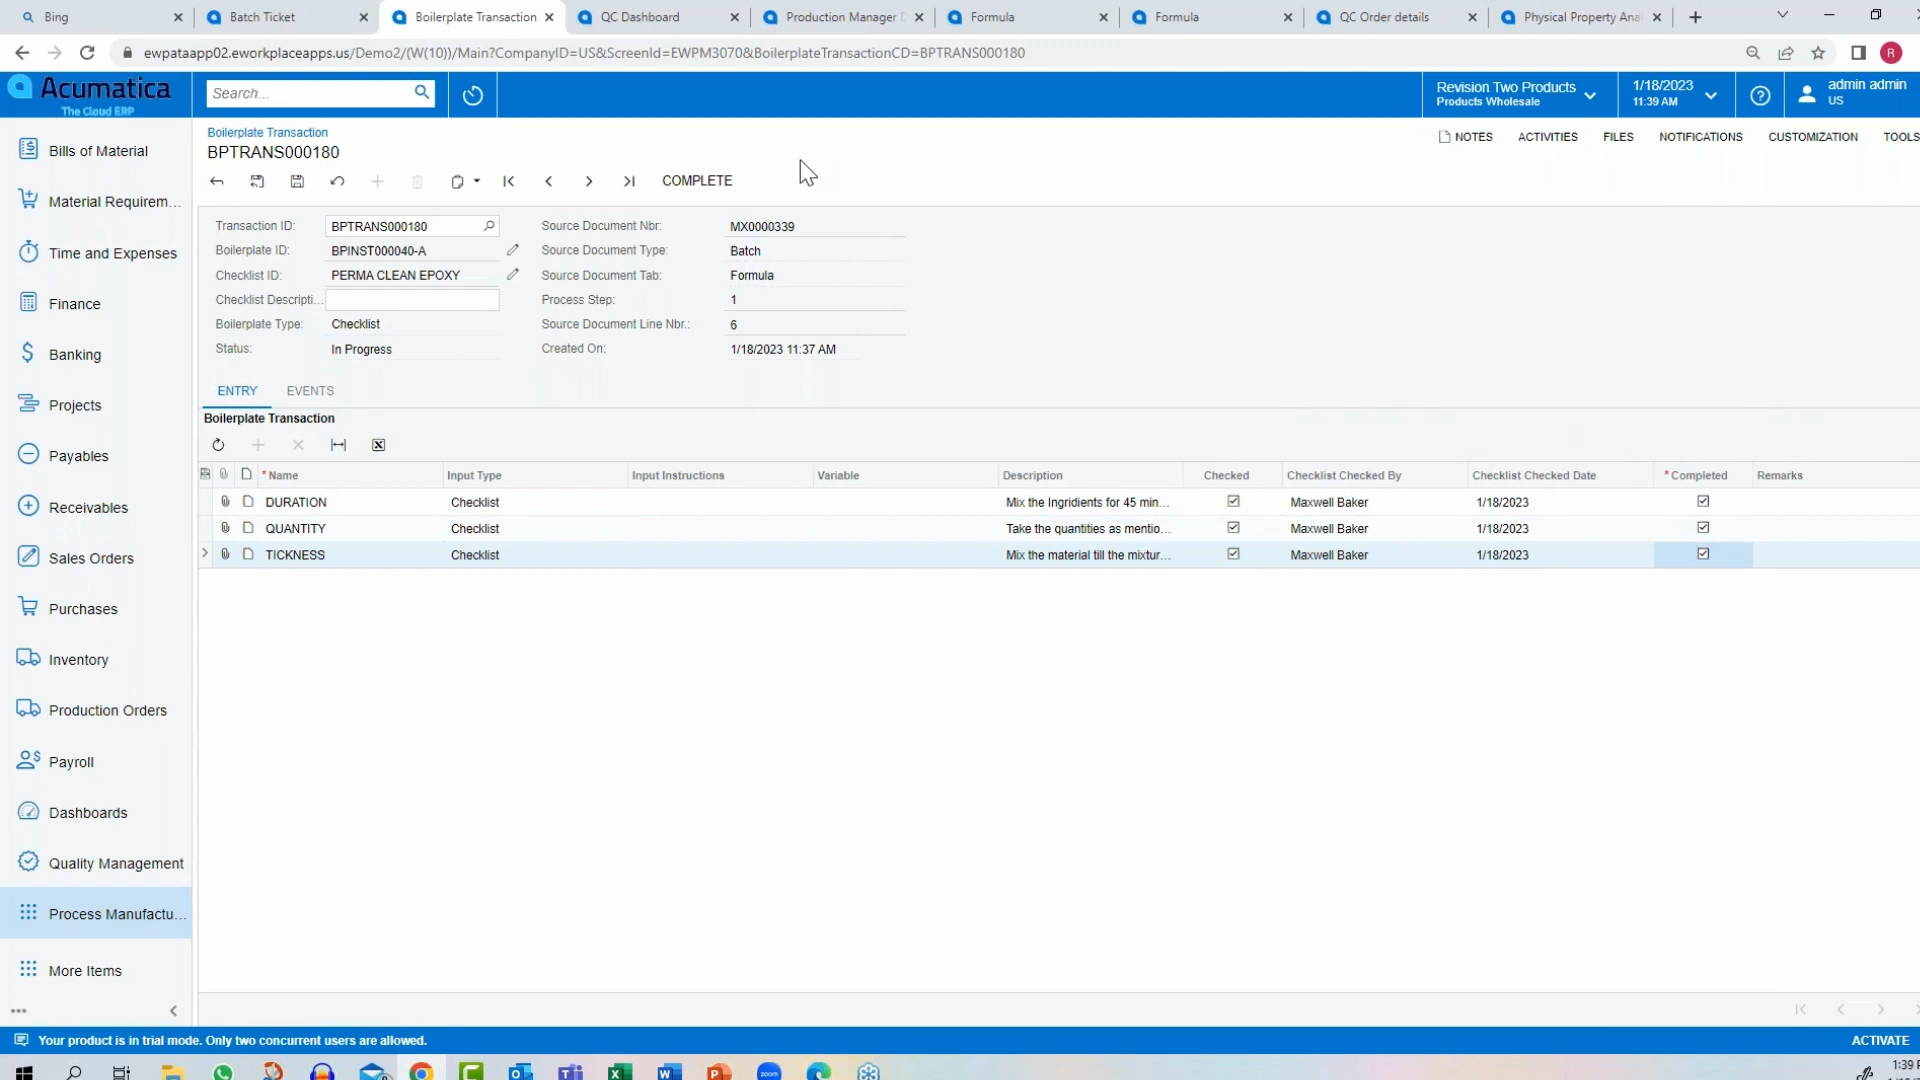 Bing
Batch Ticket
Boilerplate Transaction
QC Dashboard
Production Manager
Formula
Formula
QC Order details
Physical Property Ana
ewpataapp02.eworkplaceapps.us/Demo2/(W(10))/Main?CompanyID=US&ScreenId=EWPM3070&BoilerplateTransactionCD=BPTRANS000180
R
Acumatica
The Cloud ERP
Search...
Revision Two Products
Products Wholesale
1/18/2023
11:39 AM
admin admin
US
Bills of Material
Material Requirem...
Time and Expenses
Finance
Banking
Projects
Payables
Receivables
Sales Orders
Purchases
Inventory
Production Orders
Payroll
Dashboards
Quality Management
Process Manufactu...
More Items
Boilerplate Transaction
BPTRANS000180
NOTES ACTIVITIES FILES NOTIFICATIONS CUSTOMIZATION TOOLS
COMPLETE
Transaction ID: BPTRANS000180 Source Document Nbr: MX0000339
Boilerplate ID: BPINST000040-A Source Document Type: Batch
Checklist ID: PERMA CLEAN EPOXY Source Document Tab: Formula
Checklist Descripti... Process Step: 1
Boilerplate Type: Checklist Source Document Line Nbr.: 6
Status: In Progress Created On: 1/18/2023 11:37 AM
ENTRY EVENTS
Boilerplate Transaction
* Name Input Type Input Instructions Variable Description Checked Checklist Checked By Checklist Checked Date * Completed Remarks
DURATION Checklist Mix the Ingridients for 45 min... Maxwell Baker 1/18/2023
QUANTITY Checklist Take the quantities as mentio... Maxwell Baker 1/18/2023
TICKNESS Checklist Mix the material till the mixtur... Maxwell Baker 1/18/2023
Your product is in trial mode. Only two concurrent users are allowed.
ACTIVATE
zoom